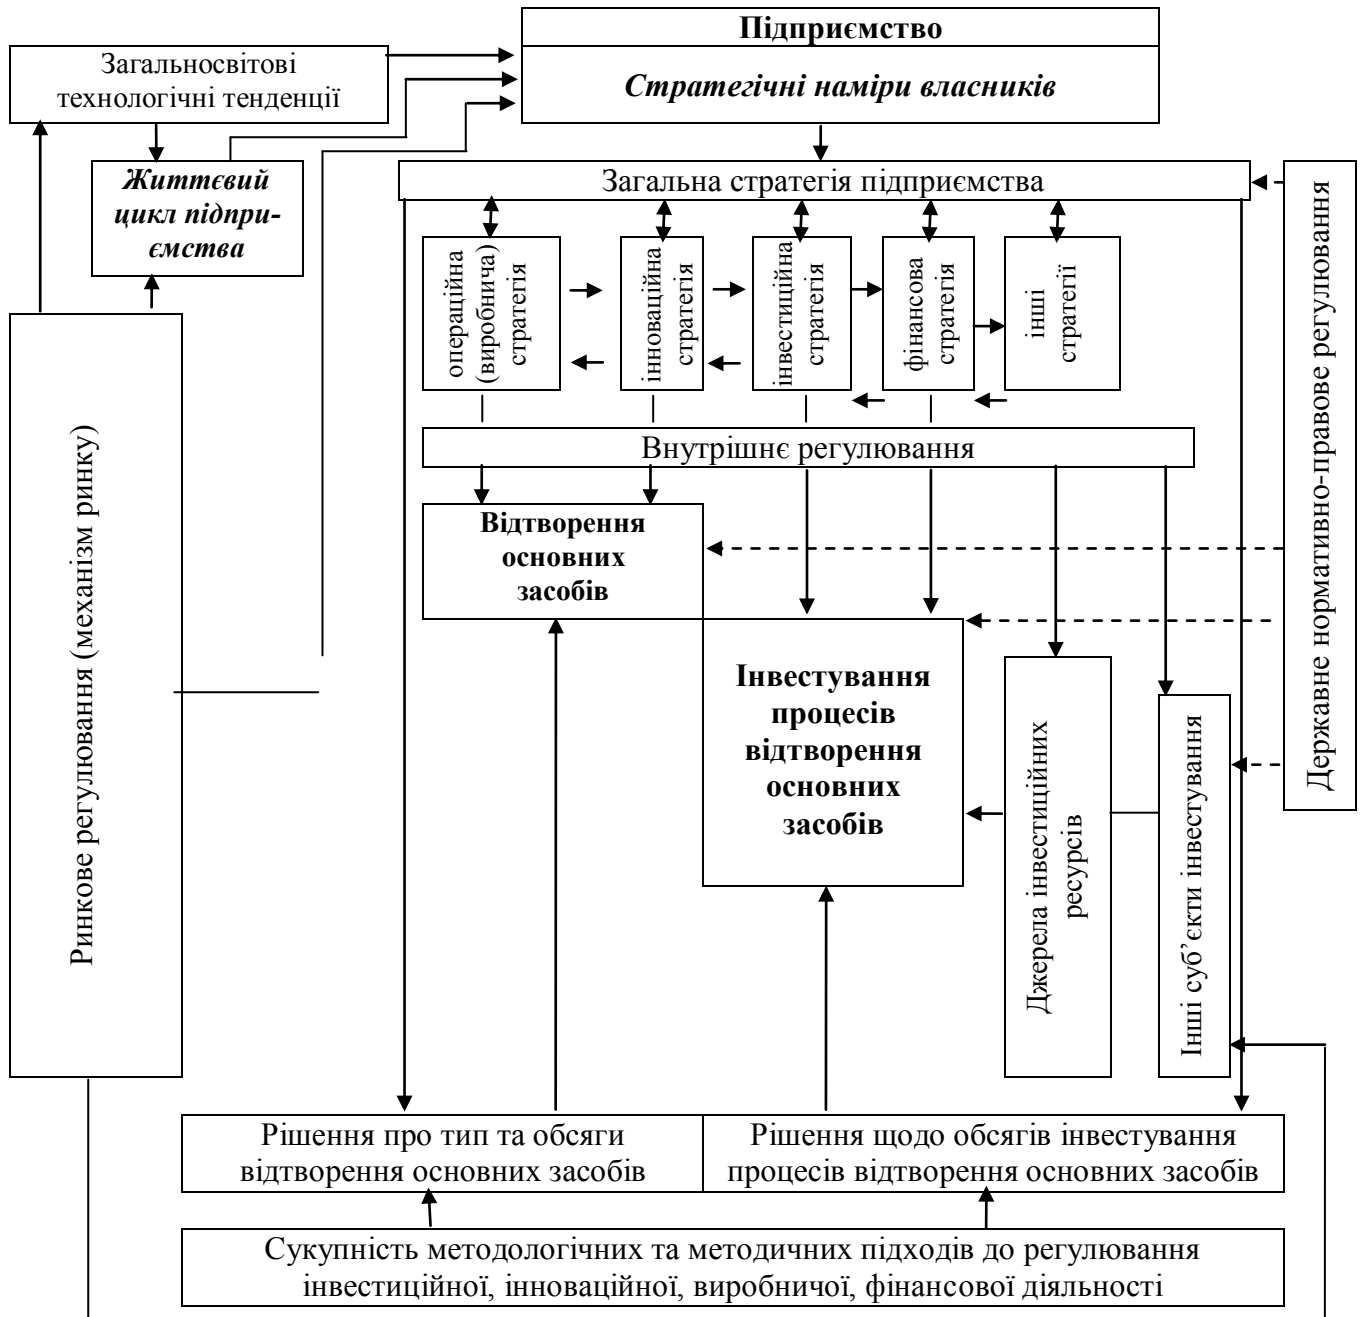 Підприємство
Стратегічні наміри власників
Загальносвітові
технологічні тенденції
Життєвий
цикл підпри-
ємства
Загальна стратегія підприємства
операційна
(виробнича)
стратегія
інноваційна
стратегія
інвестиційна
стратегія
фінансова
стратегія
інші
стратегії
Державне нормативно-правове регулювання
Ринкове регулювання (механізм ринку)
Внутрішнє регулювання
Відтворення
основних
засобів
Інвестування
процесів
відтворення
основних
засобів
Джерела інвестиційних
ресурсів
Інші суб’єкти інвестування
Рішення про тип та обсяги
відтворення основних засобів
Рішення щодо обсягів інвестування
процесів відтворення основних засобів
Сукупність методологічних та методичних підходів до регулювання
інвестиційної, інноваційної, виробничої, фінансової діяльності